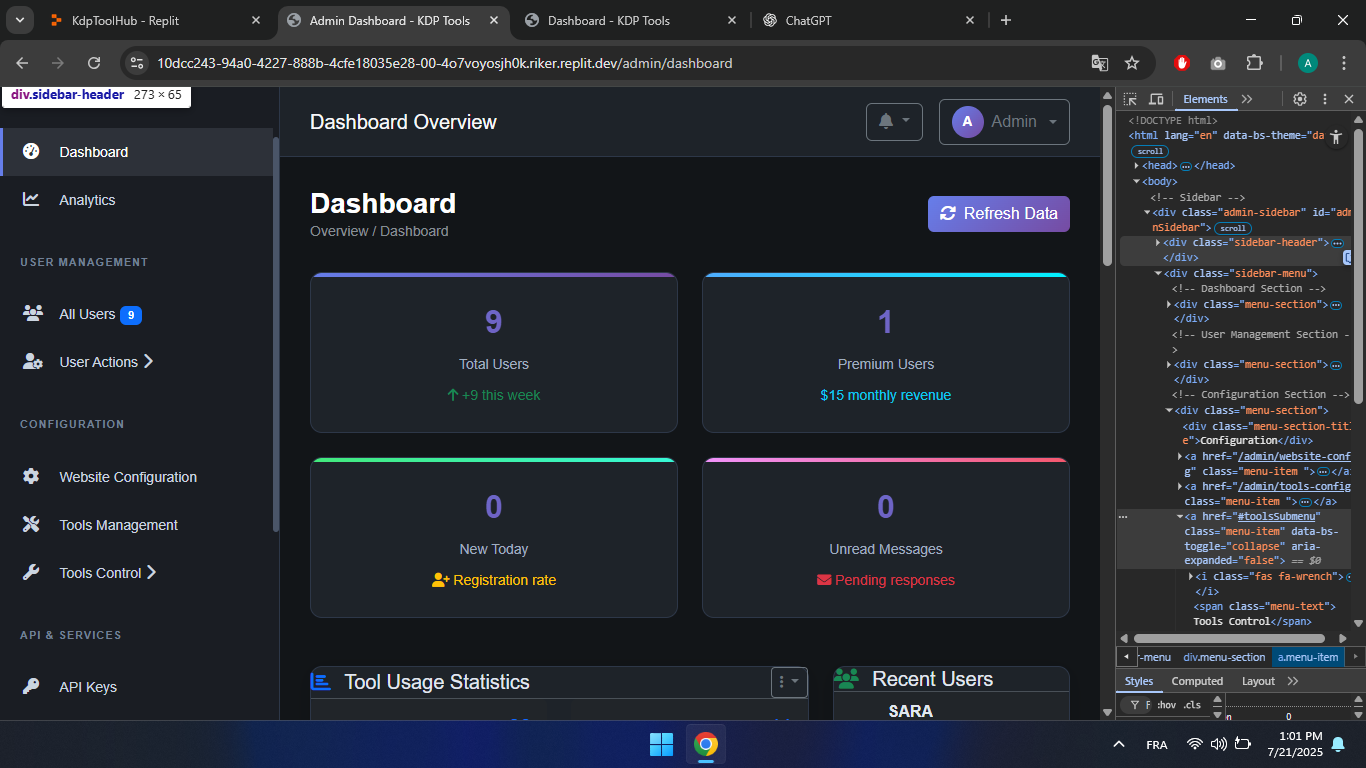 KdpToolHub - Replit
Admin Dashboard - KDP Tools
Dashboard - KDP Tools
ChatGPT
10dcc243-94a0-4227-888b-4cfe18035e28-00-4o7voyosjh0k.riker.replit.dev/admin/dashboard
A
div.sidebar-header 273 × 65
Dashboard
Analytics
USER MANAGEMENT
All Users 9
User Actions
CONFIGURATION
Website Configuration
Tools Management
Tools Control
API & SERVICES
API Keys
Dashboard Overview
A Admin
Dashboard
Overview / Dashboard
Refresh Data
9
Total Users
+9 this week
1
Premium Users
$15 monthly revenue
0
New Today
Registration rate
0
Unread Messages
Pending responses
Tool Usage Statistics
Recent Users
SARA
Elements
<!DOCTYPE html>
<html lang="en" data-bs-theme="da
scroll
<head> </head>
<body>
<!-- Sidebar -->
<div class="admin-sidebar" id="adm
nSidebar"> scroll
<div class="sidebar-header">
</div>
<div class="sidebar-menu">
<!-- Dashboard Section -->
<div class="menu-section">
</div>
<!-- User Management Section -
>
<div class="menu-section">
</div>
<!-- Configuration Section -->
<div class="menu-section">
<div class="menu-section-titl
e">Configuration</div>
<a href="/admin/website-conf
g" class="menu-item "> </a
<a href="/admin/tools-config
class="menu-item "> </a>
<a href="#toolsSubmenu"
class="menu-item" data-bs-
toggle="collapse" aria-
expanded="false"> == $0
<i class="fas fa-wrench">
</i>
<span class="menu-text">
Tools Control</span>
r-menu div.menu-section a.menu-item
Styles Computed Layout
F :hov .cls
n 0
FRA
1:01 PM
7/21/2025